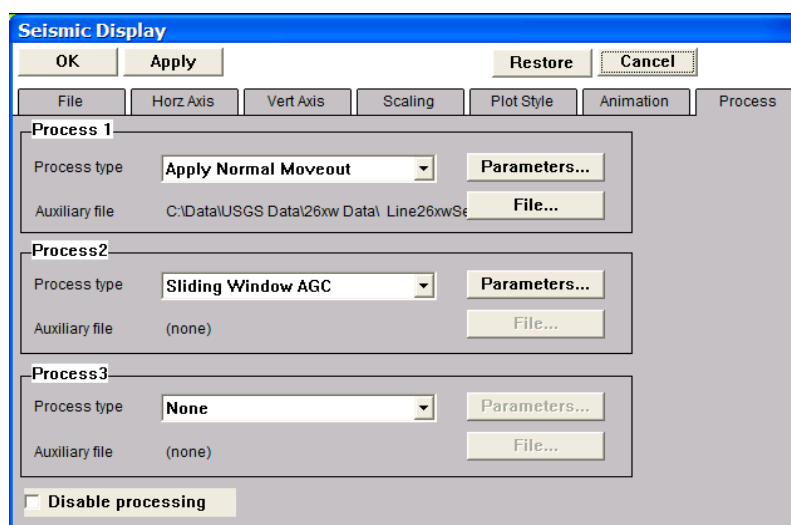 Seismic Display
OK Apply Restore Cancel
File Horz Axis Vert Axis Scaling Plot Style Animation Process
Process 1
Process type Apply Normal Moveout Parameters...
Auxiliary file C:\Data\USGS Data\26xw Data\ Line26xwSe File...
Process2
Process type Sliding Window AGC Parameters...
Auxiliary file (none) File...
Process3
Process type None Parameters...
Auxiliary file (none) File...
Disable processing